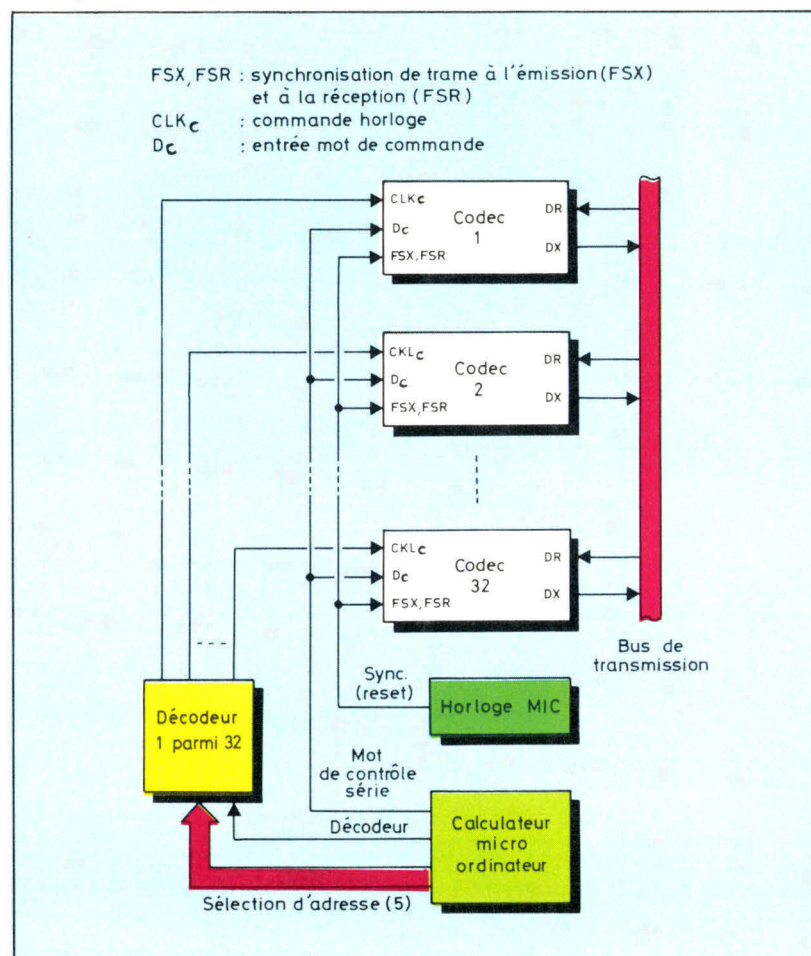 FSX, FSR : synchronisation de trame à l'émission (FSX)
et à la réception (FSR)
CLKc : commande horloge
Dc : entrée mot de commande
CLKc
Dc
FSX, FSR
Codec
1
DR
DX
CKLc
Dc
FSX, FSR
Codec
2
DR
DX
CKLc
Dc
FSX, FSR
Codec
32
DR
DX
Bus de
transmission
Sync.
(reset)
Horloge MIC
Décodeur
1 parmi 32
Mot
de contrôle
série
Décodeur
Calculateur
micro
ordinateur
Sélection d'adresse (5)